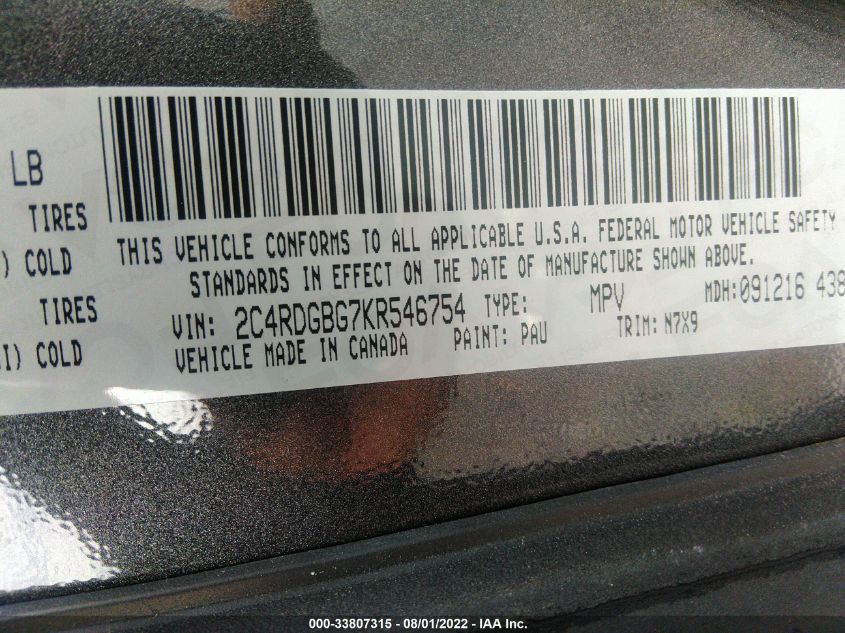 LB
TIRES
) COLD
TIRES
I) COLD
THIS VEHICLE CONFORMS TO ALL APPLICABLE U.S.A. FEDERAL MOTOR VEHICLE SAFETY
STANDARDS IN EFFECT ON THE DATE OF MANUFACTURE SHOWN ABOVE.
VIN: 2C4RDGBG7KR546754 TYPE: MPV MDH:091216 438
VEHICLE MADE IN CANADA PAINT: PAU TRIM: N7X9
000-33807315 - 08/01/2022 - IAA Inc.